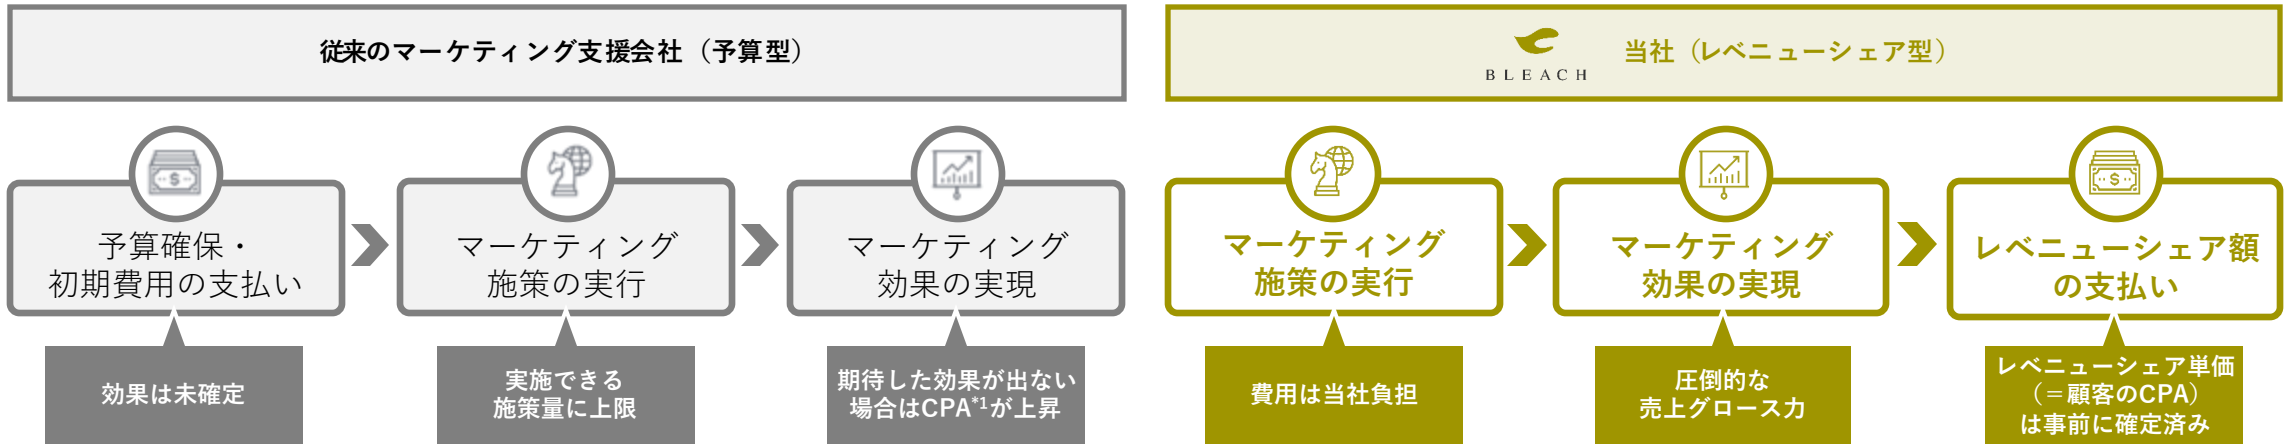 従来のマーケティング支援会社（予算型）
予算確保・
初期費用の支払い
マーケティング
施策の実行
マーケティング
効果の実現
効果は未確定
実施できる
施策量に上限
期待した効果が出ない
場合はCPA*1が上昇
BLEACH
当社（レベニューシェア型）
マーケティング
施策の実行
マーケティング
効果の実現
レベニューシェア額
の支払い
費用は当社負担
圧倒的な
売上グロース力
レベニューシェア単価
（＝顧客のCPA）
は事前に確定済み